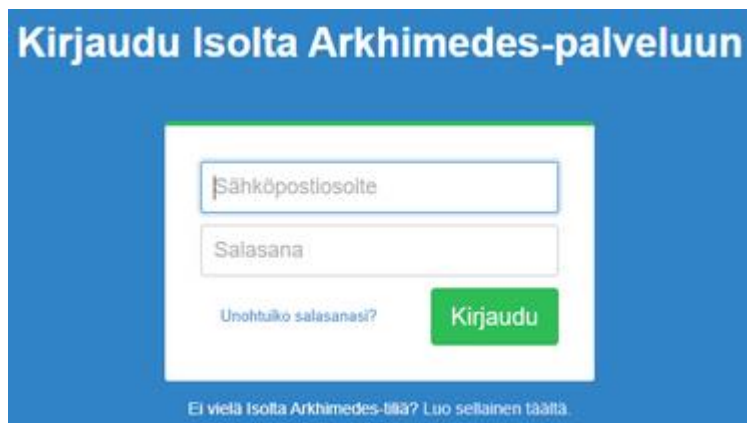 Kirjaudu Isolta Arkhimedes-palveluun
Sähköpostiosoite
Salasana
Unohtuiko salasanasi?
Kirjaudu
Ei vielä Isolta Arkhimedes-tiliä? Luo sellainen täältä.